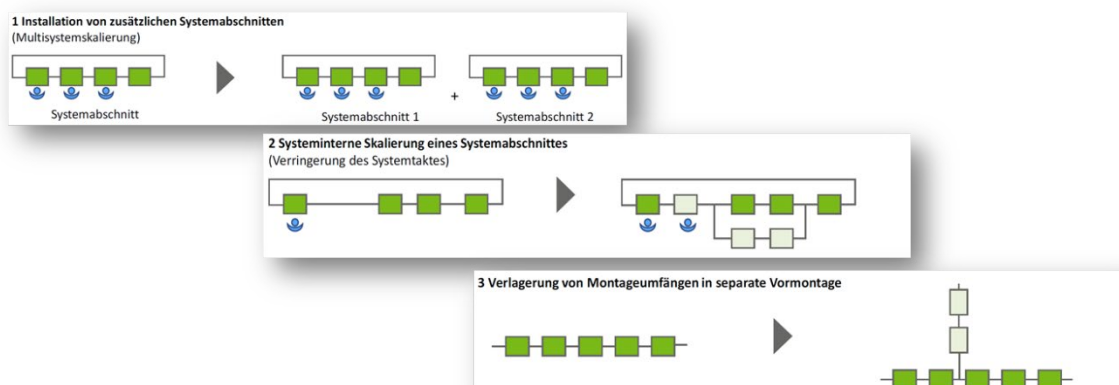 1 Installation von zusätzlichen Systemabschnitten
(Multisystemskalierung)
Systemabschnitt
Systemabschnitt 1
+
Systemabschnitt 2
2 Systeminterne Skalierung eines Systemabschnittes
(Verringerung des Systemtaktes)
3 Verlagerung von Montageumfängen in separate Vormontage